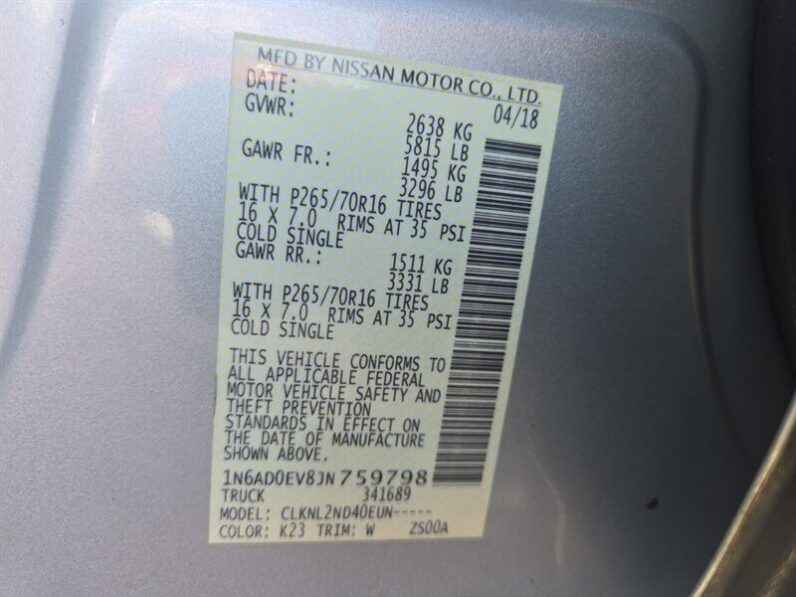 MFD BY NISSAN MOTOR CO., LTD.
DATE: 04/18
GVWR: 2638 KG
5815 LB
GAWR FR.: 1495 KG
3296 LB
WITH P265/70R16 TIRES
16 X 7.0 RIMS AT 35 PSI
COLD SINGLE
GAWR RR.: 1511 KG
3331 LB
WITH P265/70R16 TIRES
16 X 7.0 RIMS AT 35 PSI
COLD SINGLE
THIS VEHICLE CONFORMS TO
ALL APPLICABLE FEDERAL
MOTOR VEHICLE SAFETY AND
THEFT PREVENTION
STANDARDS IN EFFECT ON
THE DATE OF MANUFACTURE
SHOWN ABOVE.
1N6AD0EV8JN759798
TRUCK 341689
MODEL: CLKNL2ND40EUN-----
COLOR: K23 TRIM: W ZS00A